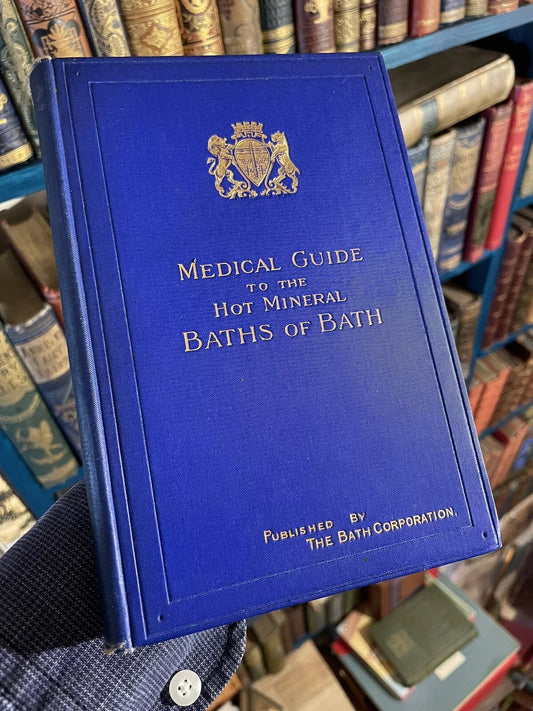 MEDICAL GUIDE
TO THE
HOT MINERAL
BATHS OF BATH
PUBLISHED BY
THE BATH CORPORATION.